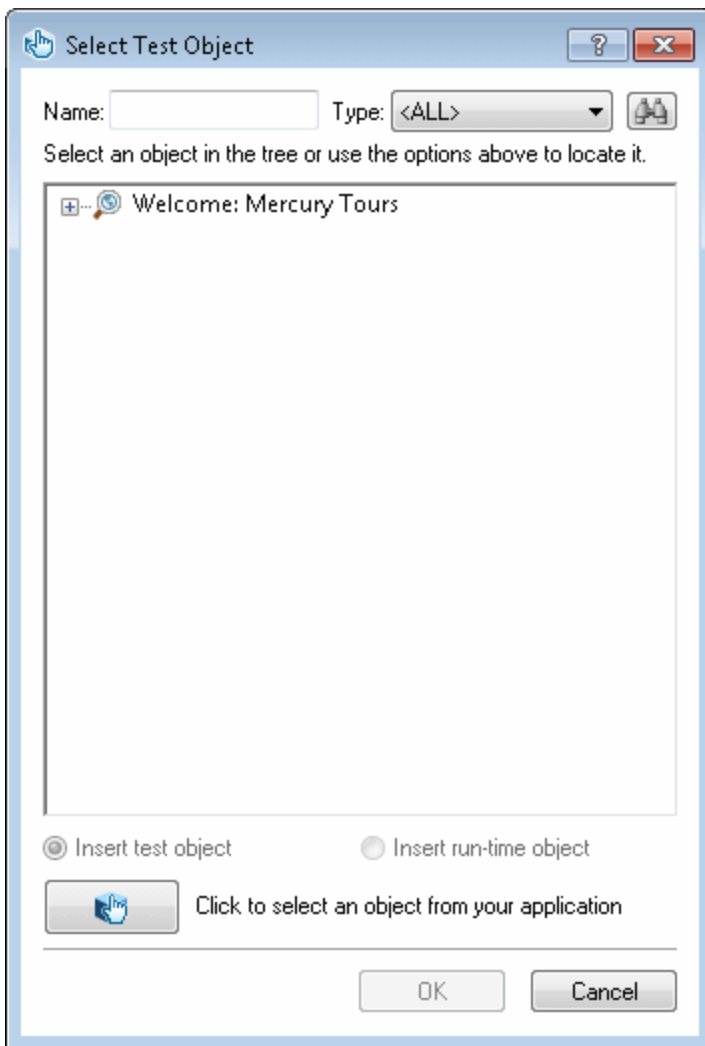 Select Test Object
Name: Type: <ALL>
Select an object in the tree or use the options above to locate it.
Welcome: Mercury Tours
Insert test object Insert run-time object
Click to select an object from your application
OK Cancel